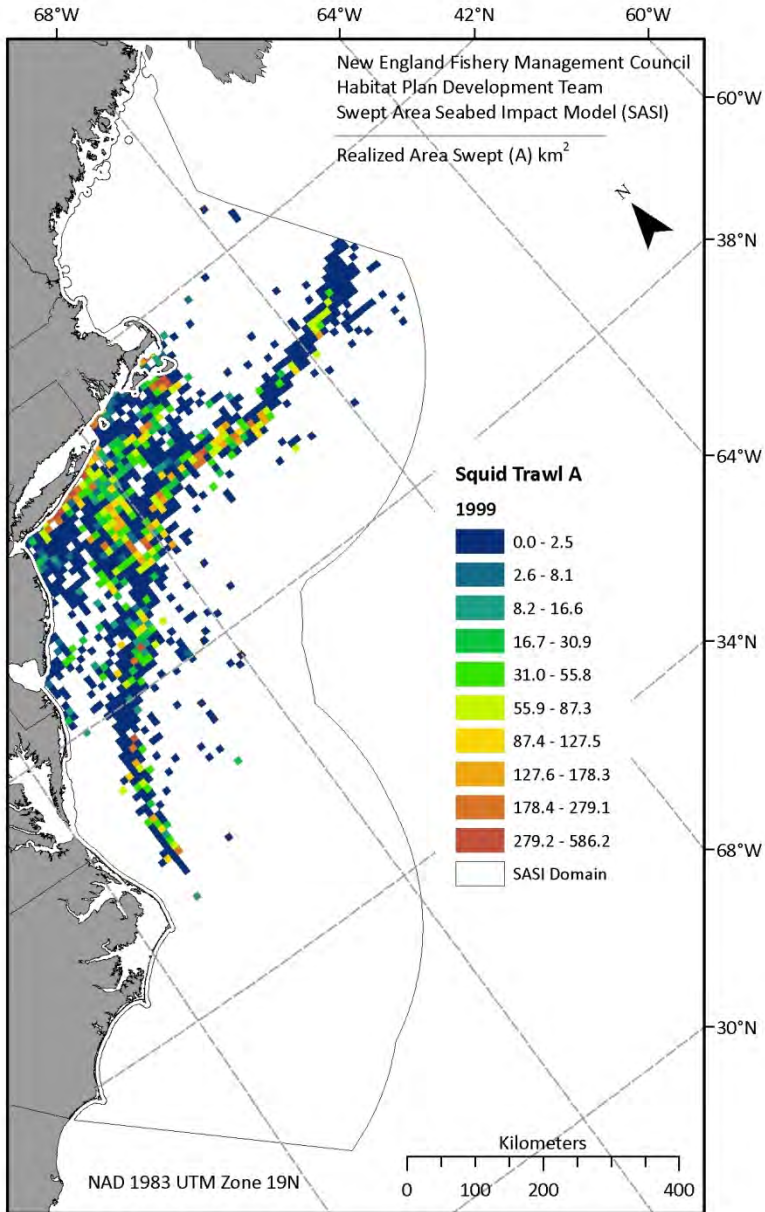 68°W 64°W 42°N 60°W
New England Fishery Management Council
Habitat Plan Development Team
Swept Area Seabed Impact Model (SASI)
Realized Area Swept (A) km²
N
60°W
38°N
64°W
34°N
68°W
30°N
Squid Trawl A
1999
0.0 - 2.5
2.6 - 8.1
8.2 - 16.6
16.7 - 30.9
31.0 - 55.8
55.9 - 87.3
87.4 - 127.5
127.6 - 178.3
178.4 - 279.1
279.2 - 586.2
SASI Domain
Kilometers
0 100 200 300 400
NAD 1983 UTM Zone 19N